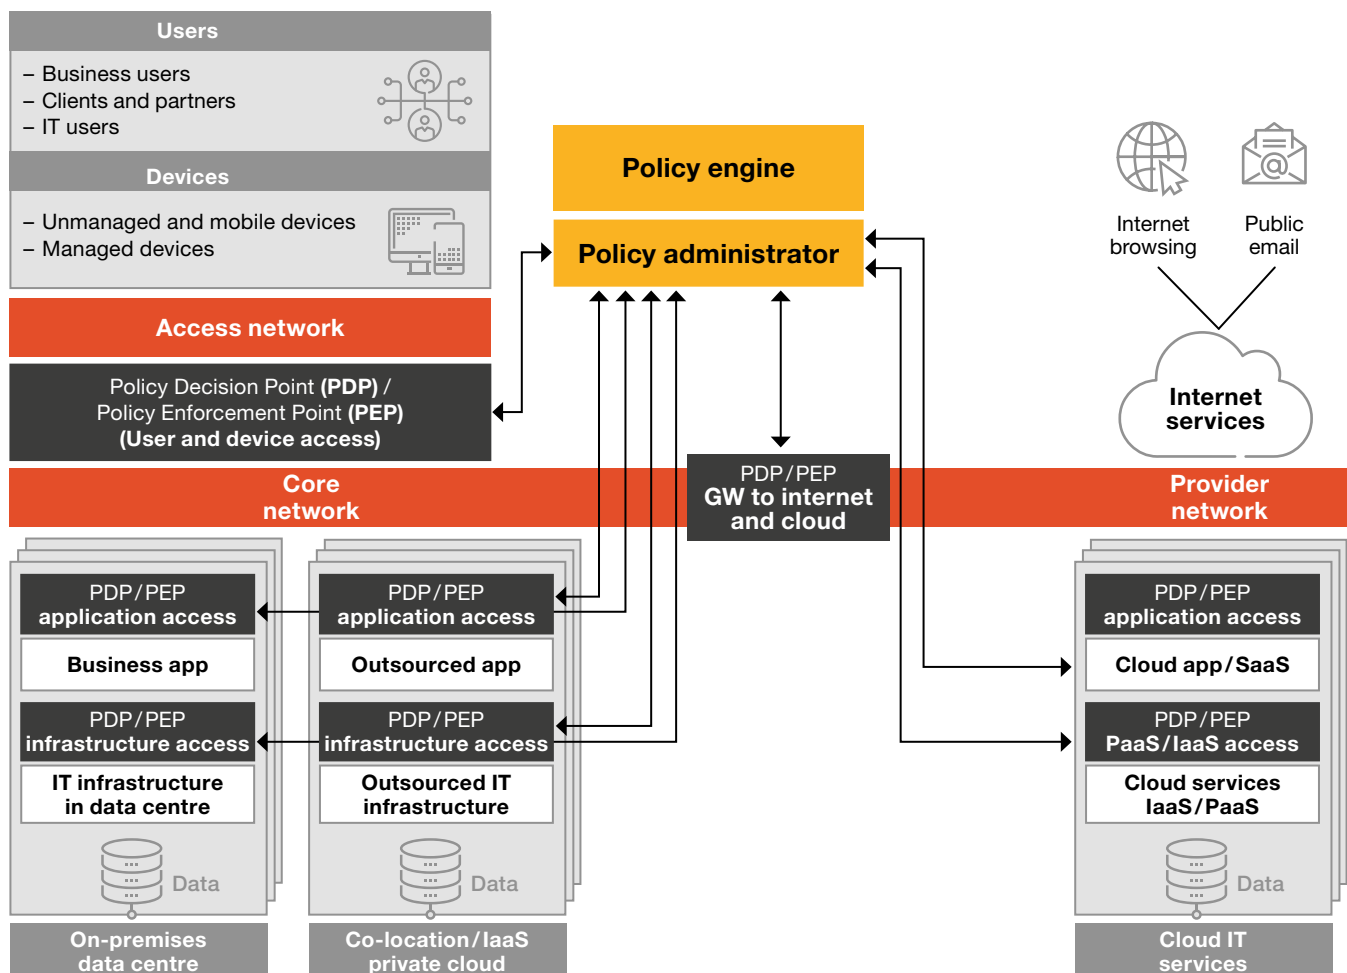 Users
– Business users
– Clients and partners
– IT users
Devices
– Unmanaged and mobile devices
– Managed devices
Access network
Policy Decision Point (PDP) /
Policy Enforcement Point (PEP)
(User and device access)
Policy engine
Policy administrator
Internet
browsing
Public
email
Internet
services
Core
network
PDP/PEP
GW to internet
and cloud
Provider
network
PDP/PEP
application access
Business app
PDP/PEP
infrastructure access
IT infrastructure
in data centre
Data
On-premises
data centre
PDP/PEP
application access
Outsourced app
PDP/PEP
infrastructure access
Outsourced IT
infrastructure
Data
Co-location/IaaS
private cloud
PDP/PEP
application access
Cloud app/SaaS
PDP/PEP
PaaS/IaaS access
Cloud services
IaaS/PaaS
Data
Cloud IT
services